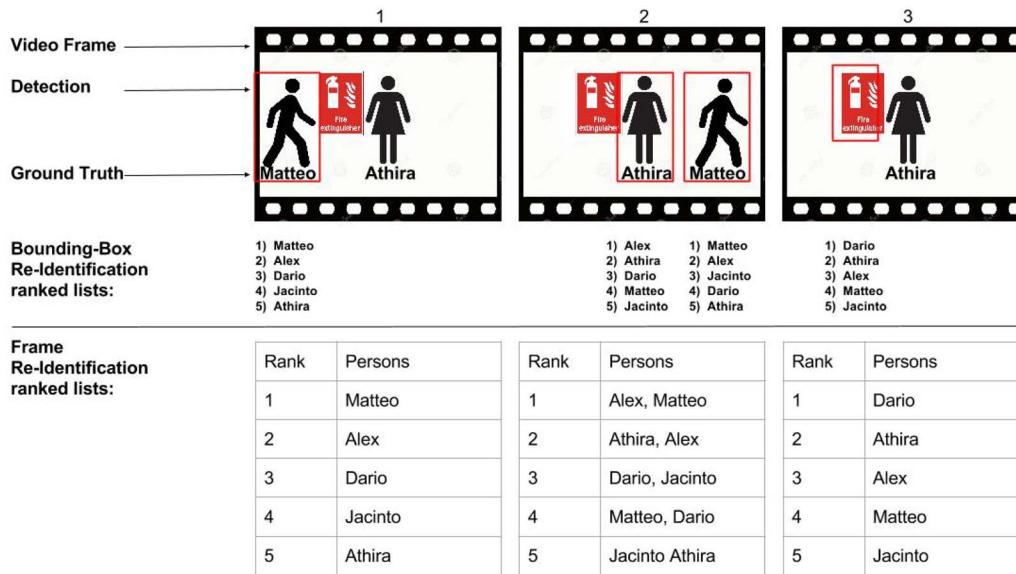 1 2 3
Video Frame
Detection
Fire
extinguisher
Fire
extinguisher
Fire
extinguisher
Ground Truth
Matteo Athira
Athira Matteo
Athira
Bounding-Box
Re-Identification
ranked lists:
1) Matteo
2) Alex
3) Dario
4) Jacinto
5) Athira
1) Alex
2) Athira
3) Dario
4) Matteo
5) Jacinto
1) Matteo
2) Alex
3) Jacinto
4) Dario
5) Athira
1) Dario
2) Athira
3) Alex
4) Matteo
5) Jacinto
Frame
Re-Identification
ranked lists:
Rank Persons
1 Matteo
2 Alex
3 Dario
4 Jacinto
5 Athira
Rank Persons
1 Alex, Matteo
2 Athira, Alex
3 Dario, Jacinto
4 Matteo, Dario
5 Jacinto Athira
Rank Persons
1 Dario
2 Athira
3 Alex
4 Matteo
5 Jacinto